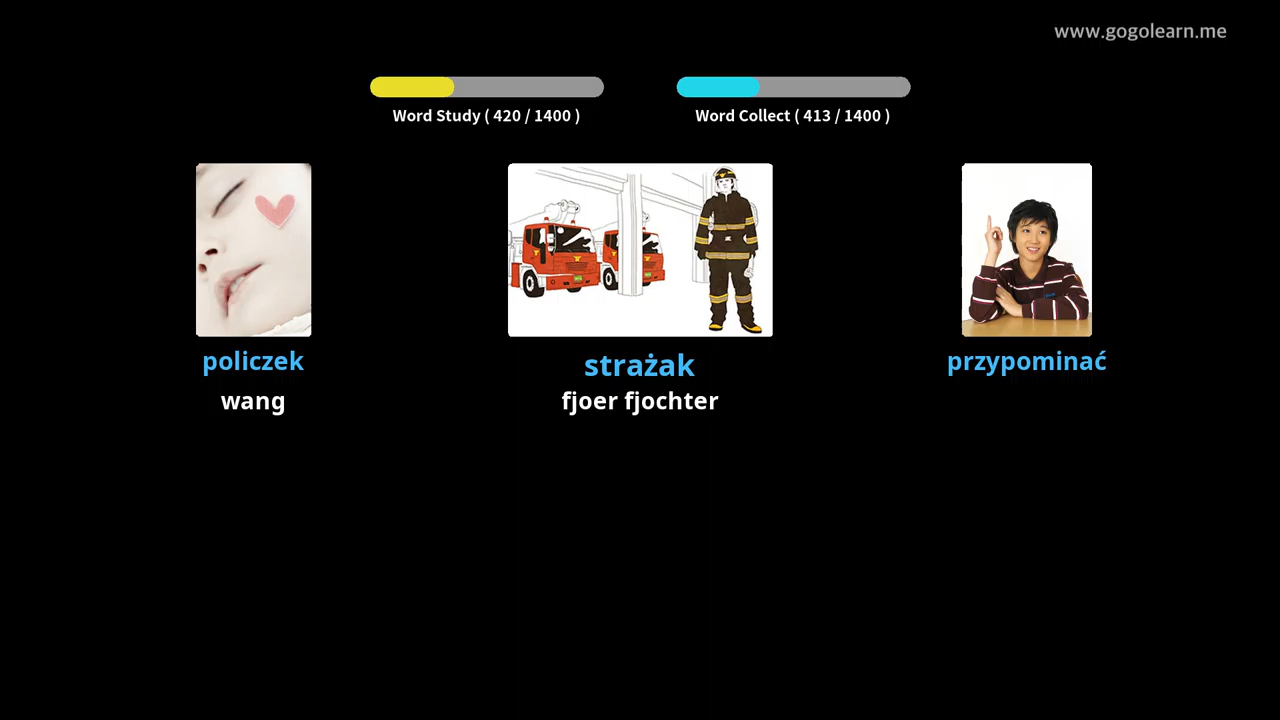 www.gogolearn.me
Word Study ( 420 / 1400 )
Word Collect ( 413 / 1400 )
policzek
strażak
przypominać
wang
fjoer fjochter